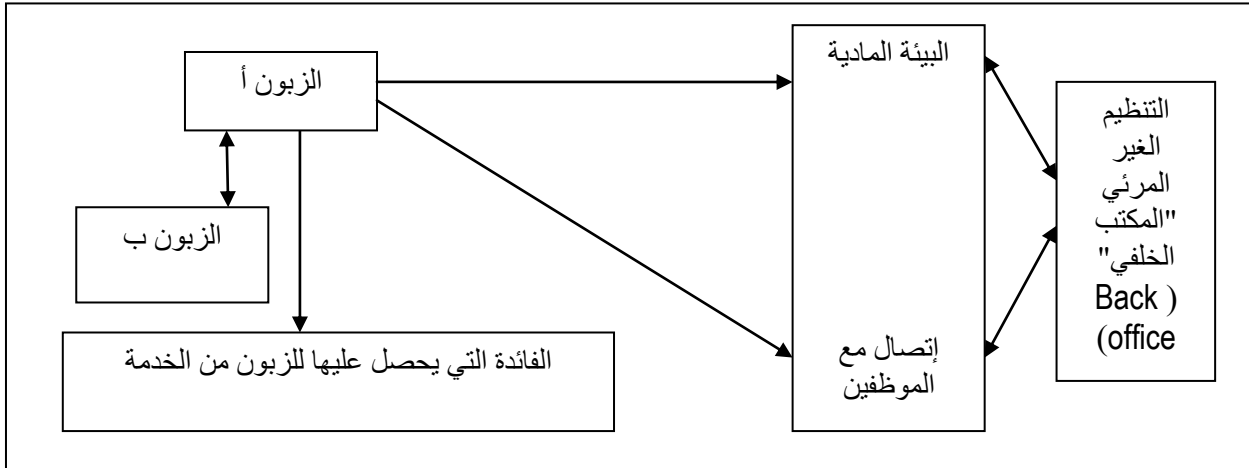 البيئة المادية
الزبون أ
التنظيم
الغير
المرئي
"المكتب
الخلفي"
Back )
(office
الزبون ب
الفائدة التي يحصل عليها للزبون من الخدمة
إتصال مع
الموظفين